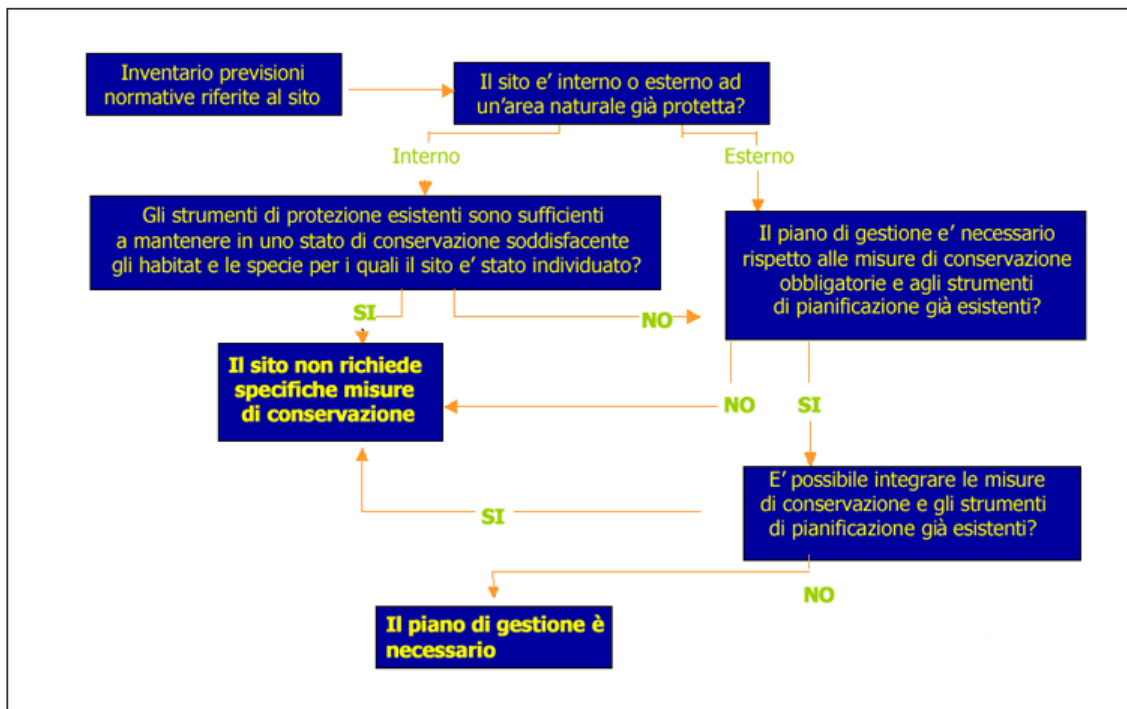 Inventario previsioni
normative riferite al sito
Il sito e' interno o esterno ad
un'area naturale già protetta?
Interno
Esterno
Gli strumenti di protezione esistenti sono sufficienti
a mantenere in uno stato di conservazione soddisfacente
gli habitat e le specie per i quali il sito e' stato individuato?
Il piano di gestione e' necessario
rispetto alle misure di conservazione
obbligatorie e agli strumenti
di pianificazione già esistenti?
SI
NO
Il sito non richiede
specifiche misure
di conservazione
NO
SI
E' possibile integrare le misure
di conservazione e gli strumenti
di pianificazione già esistenti?
SI
NO
Il piano di gestione è
necessario